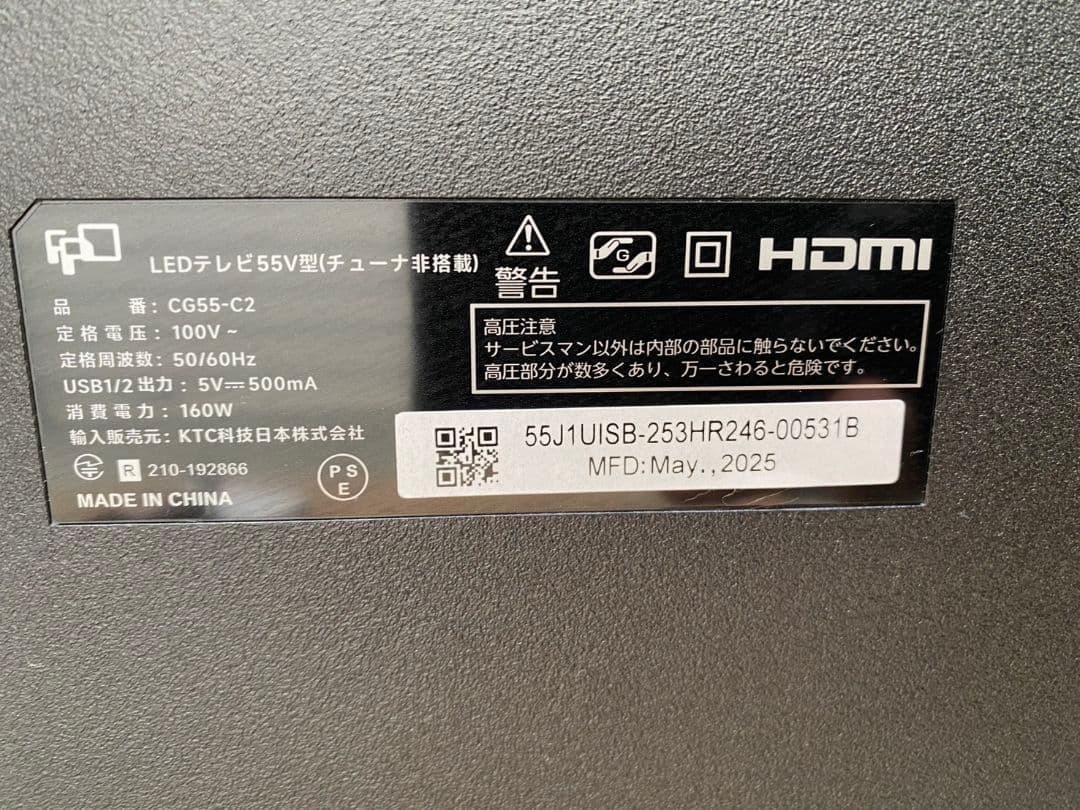 FPD
LEDテレビ55V型(チューナ非搭載)
品 番: CG55-C2
定格電圧: 100V~
定格周波数: 50/60Hz
USB1/2出力: 5V⎓500mA
消費電力: 160W
輸入販売元: KTC科技日本株式会社
R 210-192866
PSE
MADE IN CHINA
警告
G
HDMI
高圧注意
サービスマン以外は内部の部品に触らないでください。
高圧部分が数多くあり、万一さわると危険です。
55J1UISB-253HR246-00531B
MFD:May.,2025